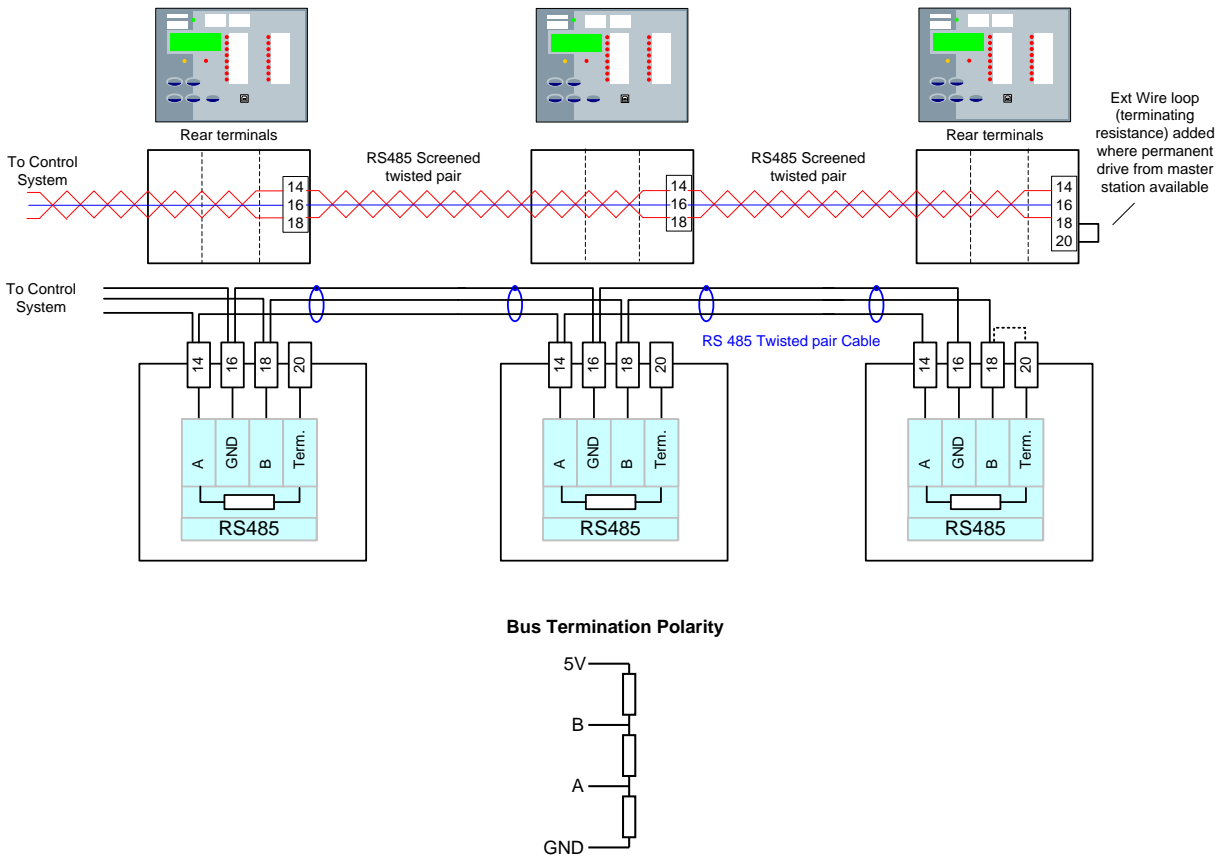 Rear terminals
Rear terminals
Ext Wire loop
(terminating
resistance) added
where permanent
drive from master
station available
To Control
System
RS485 Screened
twisted pair
RS485 Screened
twisted pair
14
16
18
14
16
18
14
16
18
20
To Control
System
RS 485 Twisted pair Cable
14
16
18
20
14
16
18
20
14
16
18
20
A
GND
B
Term.
RS485
A
GND
B
Term.
RS485
A
GND
B
Term.
RS485
Bus Termination Polarity
5V
B
A
GND